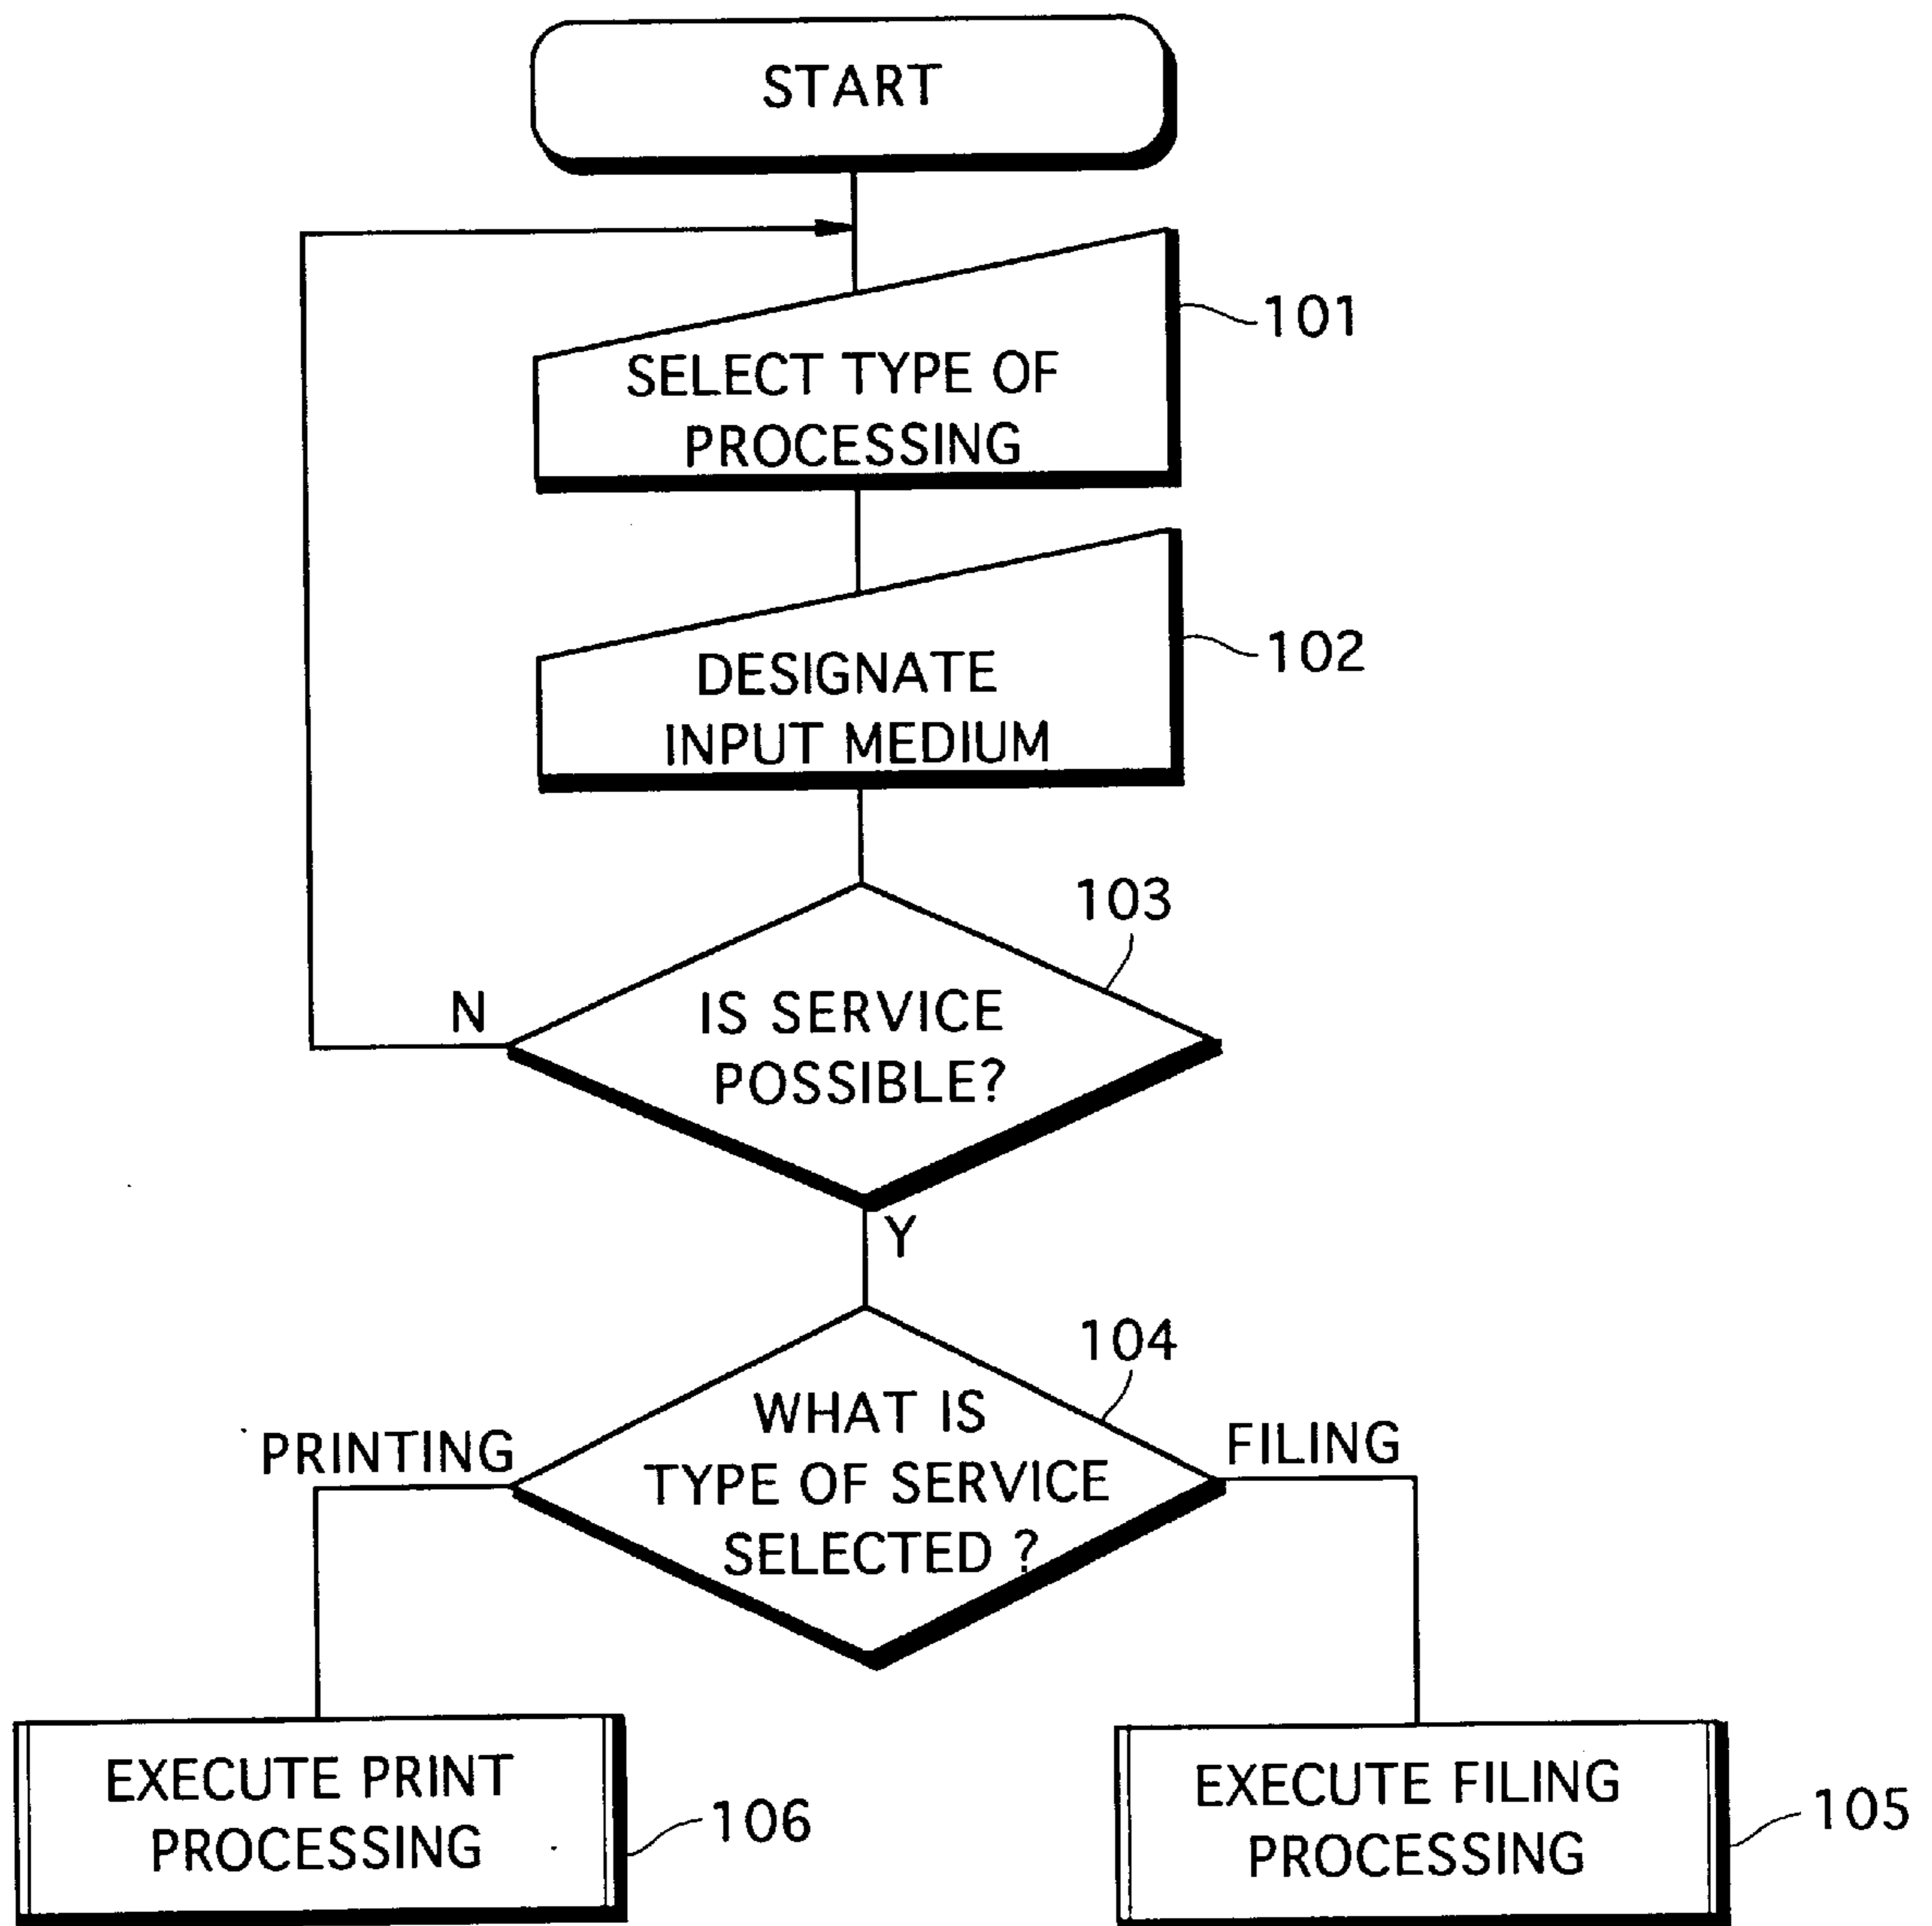 START
101
SELECT TYPE OF
PROCESSING
102
DESIGNATE
INPUT MEDIUM
103
N
IS SERVICE
POSSIBLE?
Y
104
WHAT IS
PRINTING
FILING
TYPE OF SERVICE
SELECTED ?
EXECUTE PRINT
PROCESSING
106
EXECUTE FILING
PROCESSING
105